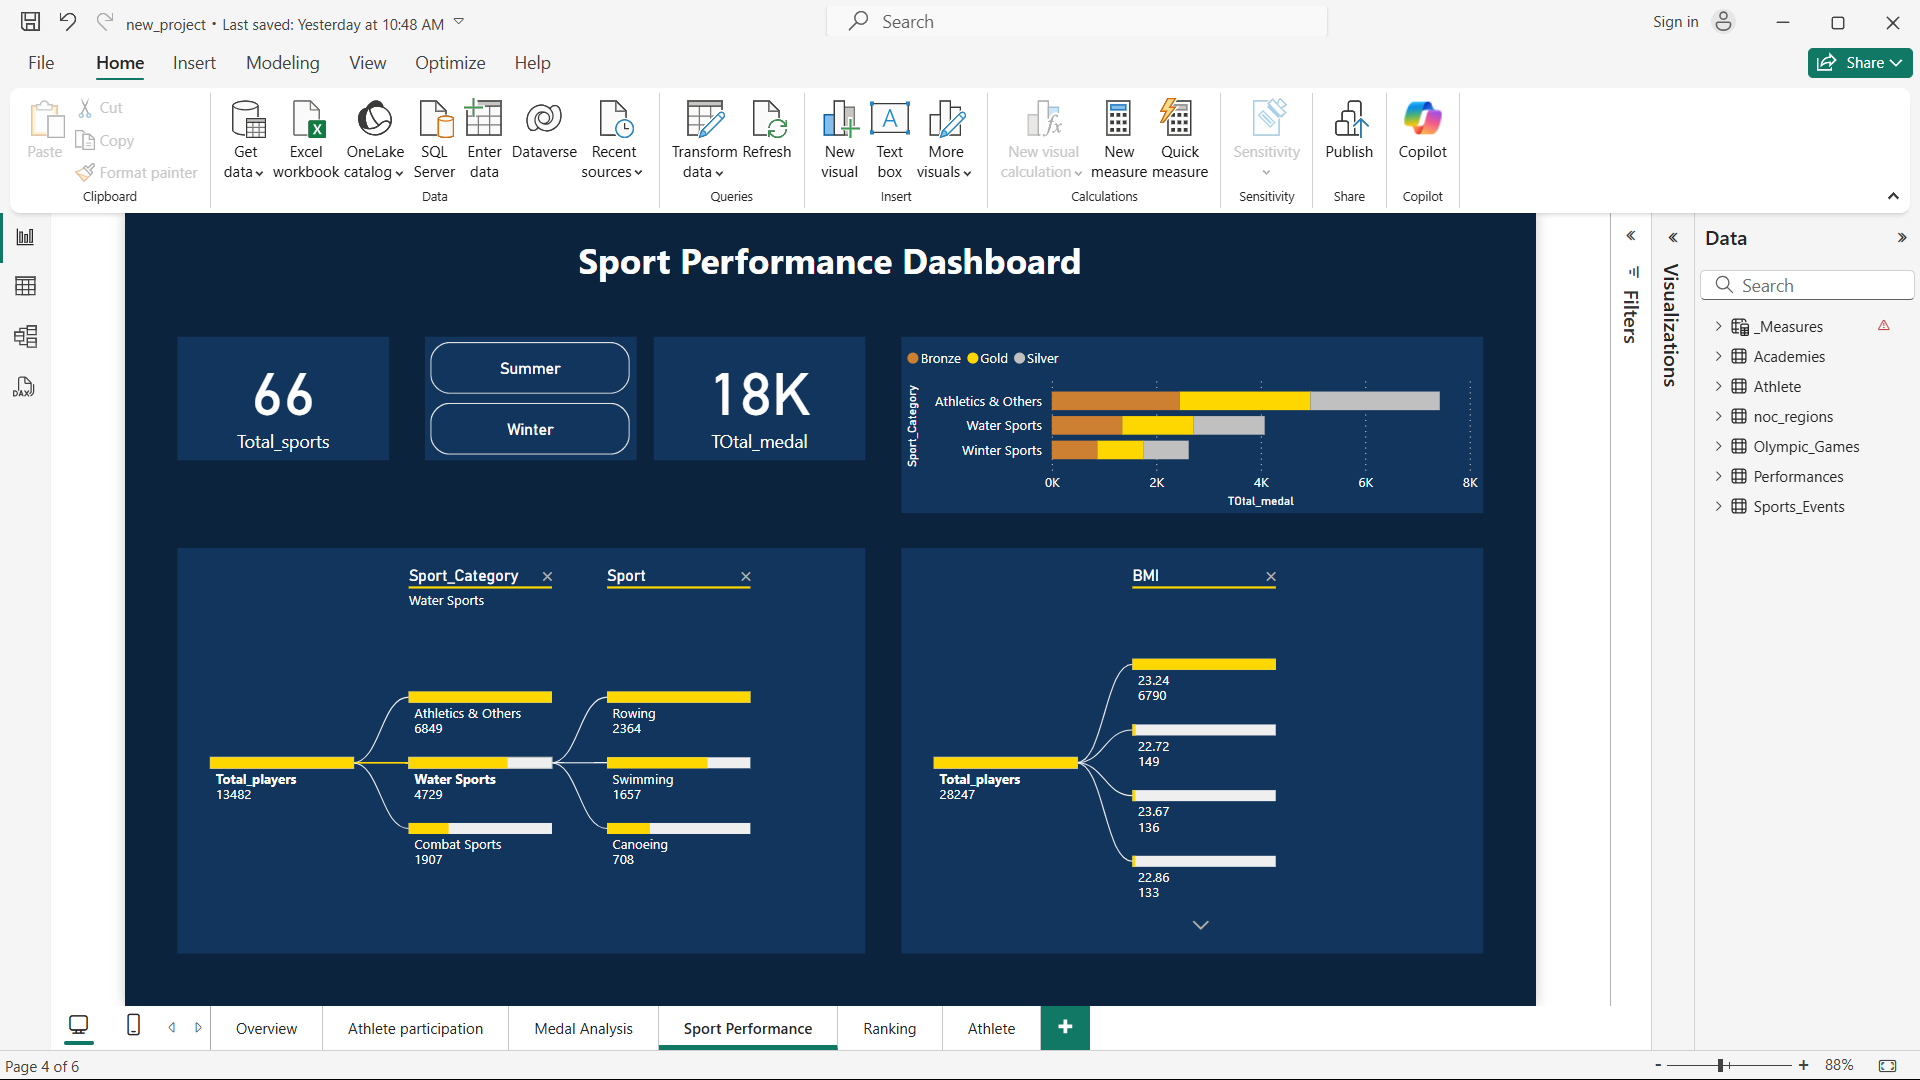 new_project • Last saved: Yesterday at 10:48 AM
Search
Sign in
File
Home
Insert
Modeling
View
Optimize
Help
Share
Paste
Cut
Copy
Format painter
Clipboard
Get data
Excel workbook
OneLake catalog
SQL Server
Enter data
Dataverse
Recent sources
Data
Transform data
Refresh
Queries
New visual
Text box
More visuals
Insert
New visual calculation
New measure
Quick measure
Calculations
Sensitivity
Sensitivity
Publish
Share
Copilot
Copilot
DAX
Sport Performance Dashboard
66
Total_sports
Summer
Winter
18K
TOtal_medal
Bronze Gold Silver
Sport_Category
Athletics & Others
Water Sports
Winter Sports
0K 2K 4K 6K 8K
TOtal_medal
Sport_Category
Water Sports
Sport
Total_players
13482
Athletics & Others
6849
Water Sports
4729
Combat Sports
1907
Rowing
2364
Swimming
1657
Canoeing
708
BMI
Total_players
28247
23.24
6790
22.72
149
23.67
136
22.86
133
Filters
Visualizations
Data
Search
_Measures
Academies
Athlete
noc_regions
Olympic_Games
Performances
Sports_Events
Overview
Athlete participation
Medal Analysis
Sport Performance
Ranking
Athlete
Page 4 of 6
88%